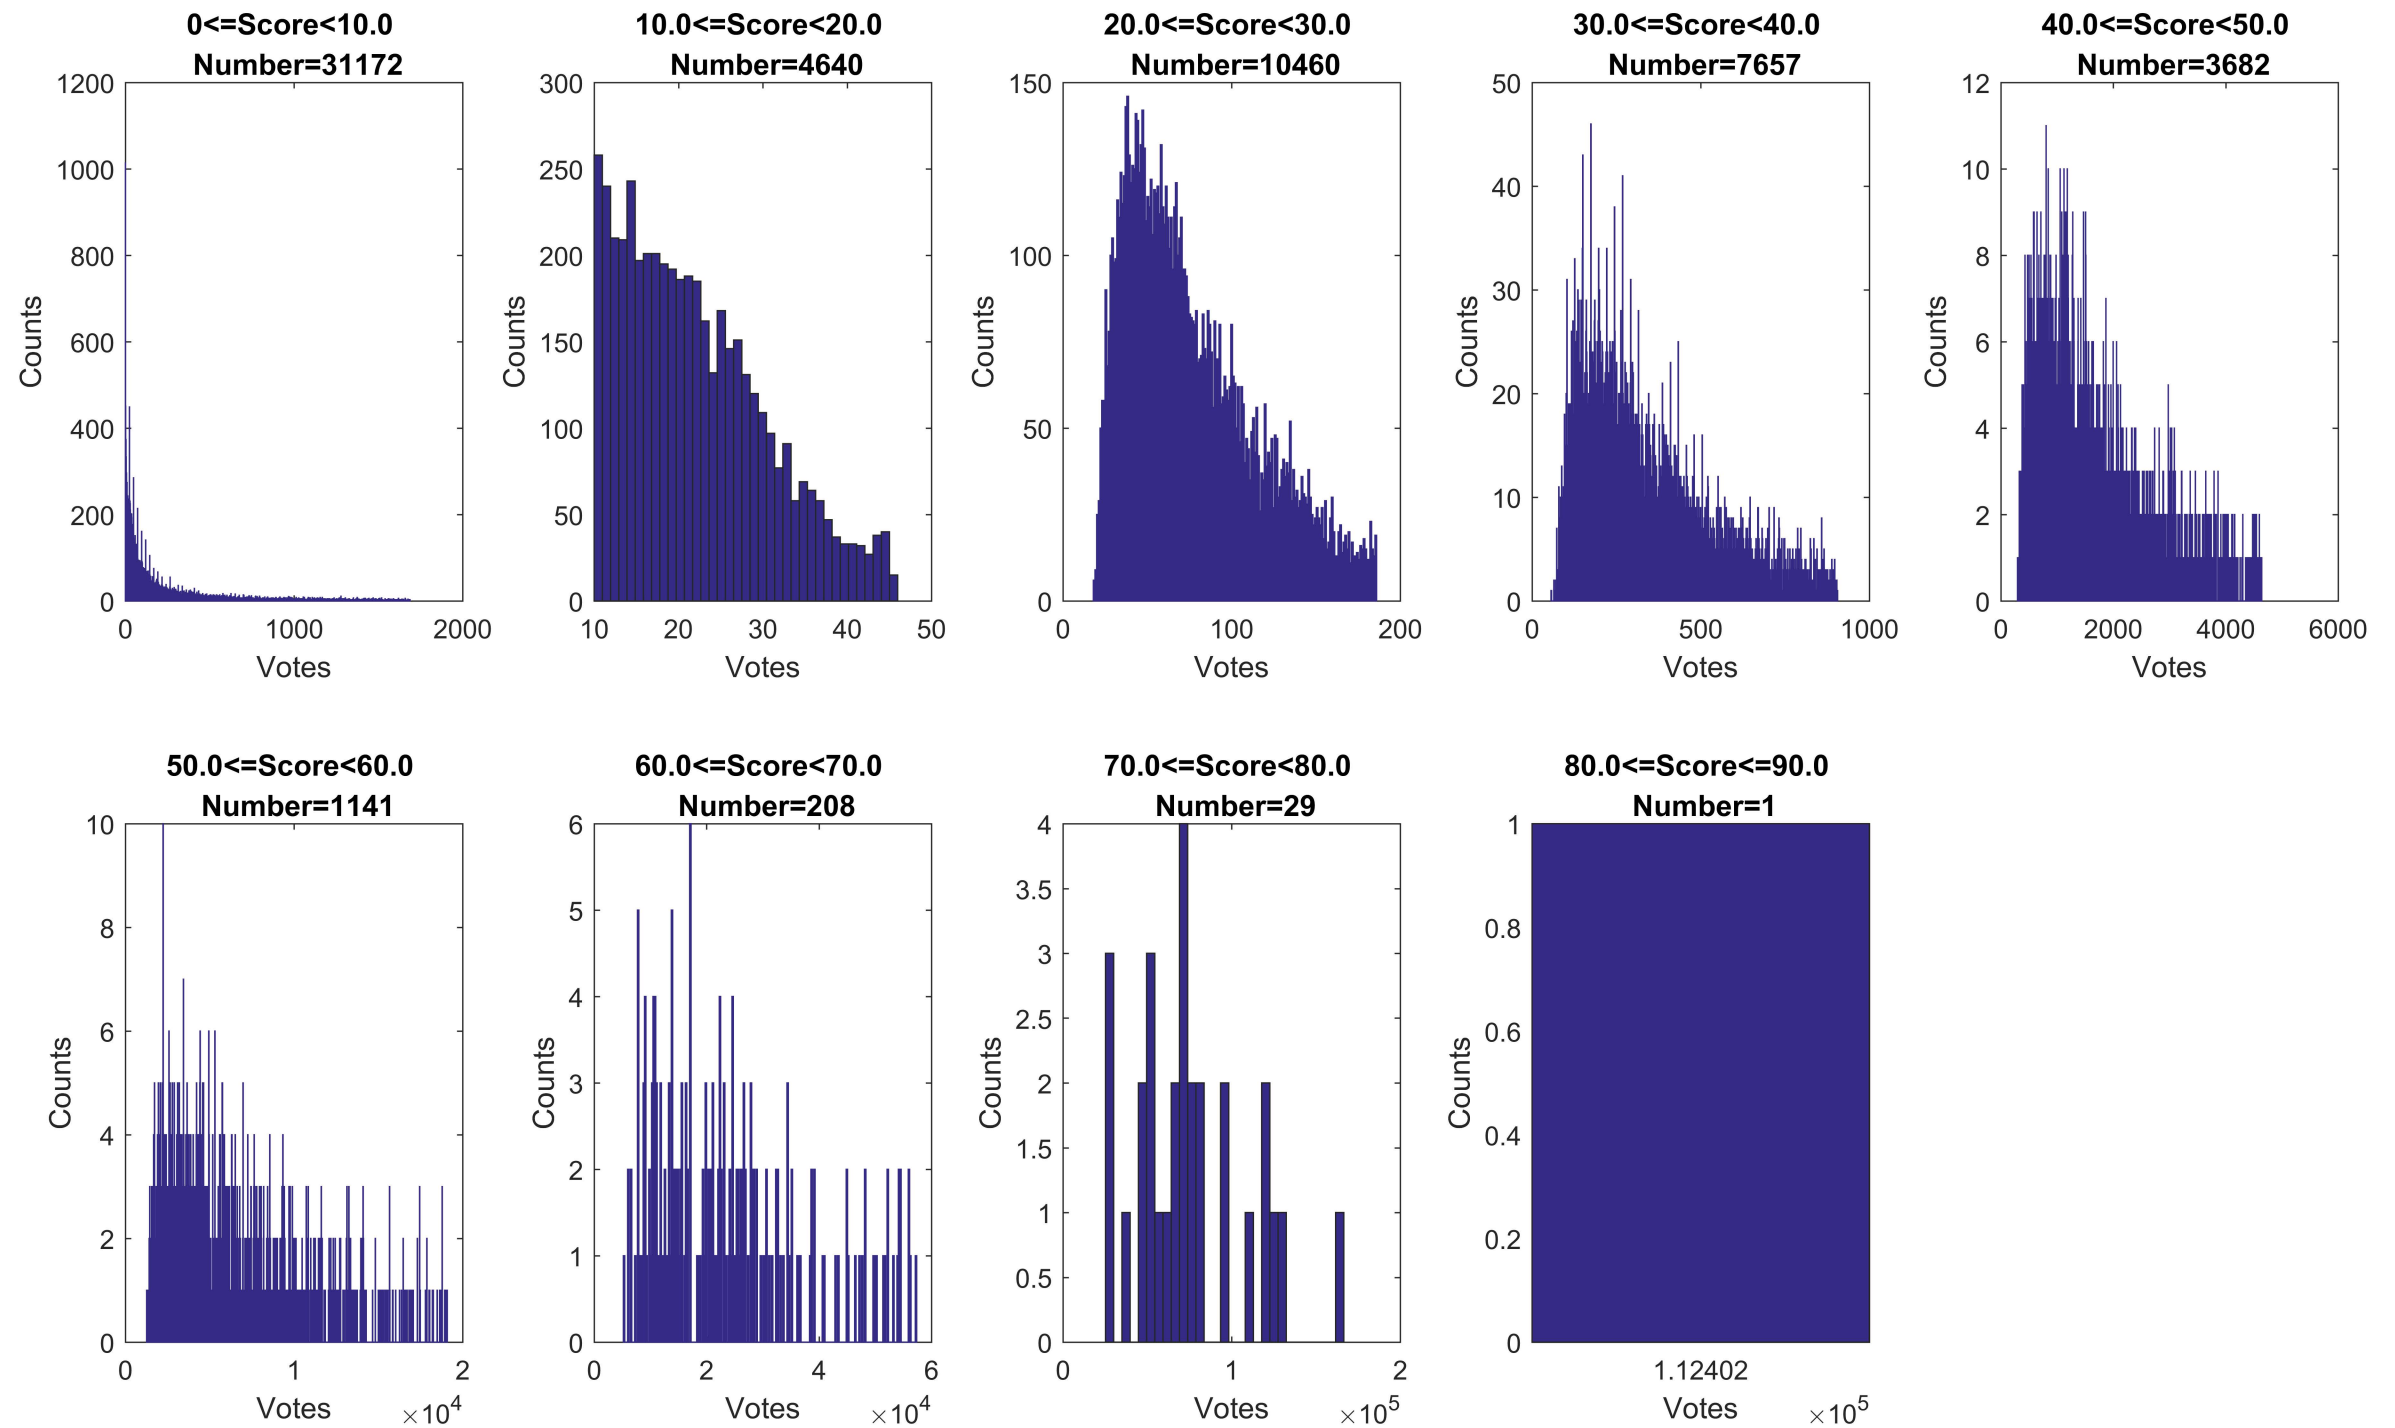 0<=Score<10.0
Number=31172
1200
1000
800
600
400
200
0
Counts
0 1000 2000
Votes
10.0<=Score<20.0
Number=4640
300
250
200
150
100
50
0
Counts
10 20 30 40 50
Votes
20.0<=Score<30.0
Number=10460
150
100
50
0
Counts
0 100 200
Votes
30.0<=Score<40.0
Number=7657
50
40
30
20
10
0
Counts
0 500 1000
Votes
40.0<=Score<50.0
Number=3682
12
10
8
6
4
2
0
Counts
0 2000 4000 6000
Votes
50.0<=Score<60.0
Number=1141
10
8
6
4
2
0
Counts
0 1 2
Votes ×10⁴
60.0<=Score<70.0
Number=208
6
5
4
3
2
1
0
Counts
0 2 4 6
Votes ×10⁴
70.0<=Score<80.0
Number=29
4
3.5
3
2.5
2
1.5
1
0.5
0
Counts
0 1 2
Votes ×10⁵
80.0<=Score<=90.0
Number=1
1
0.8
0.6
0.4
0.2
0
Counts
1.12402
Votes ×10⁵